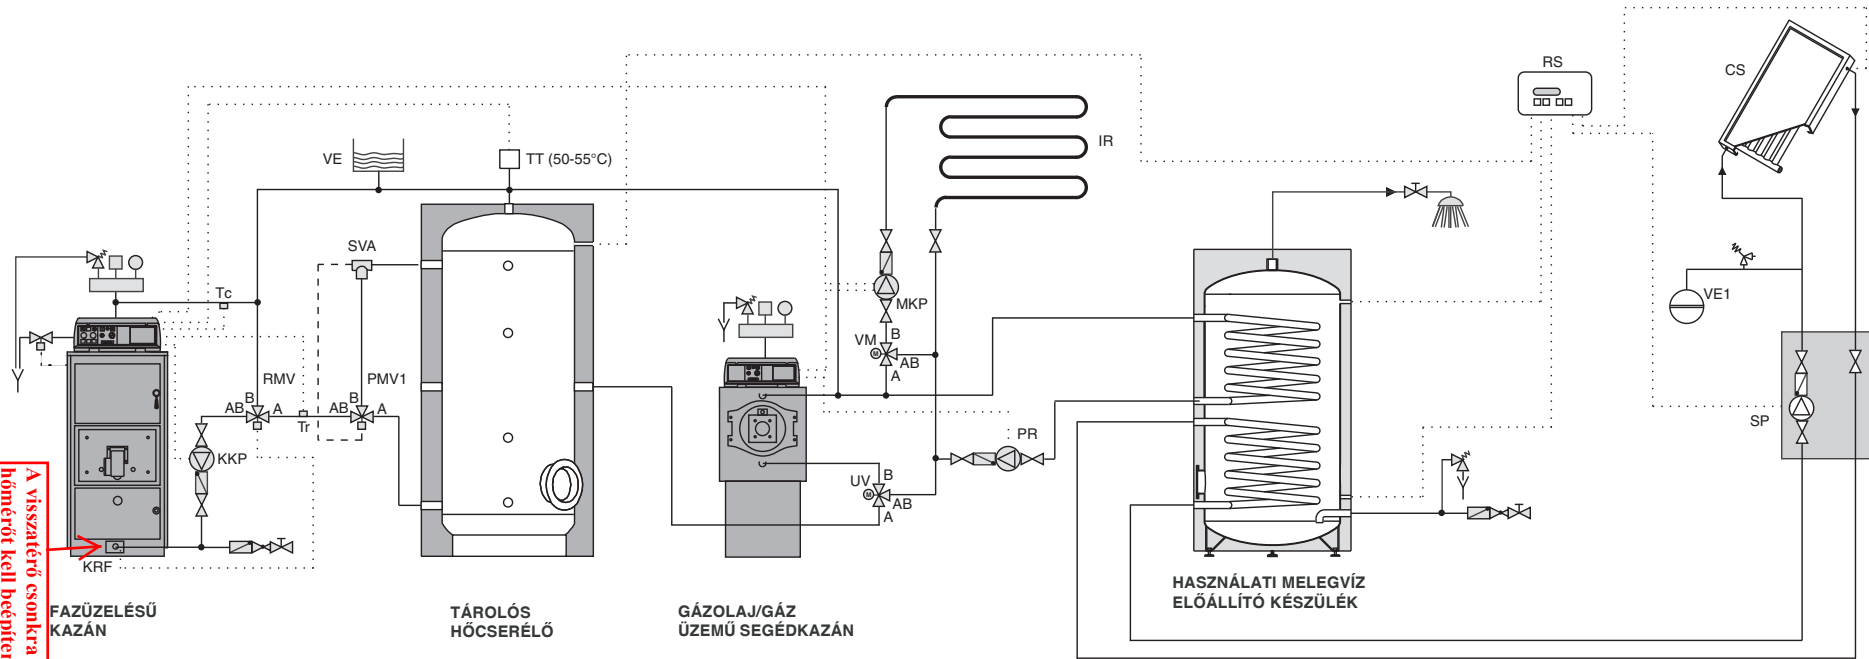 RS
CS
VE
TT (50-55°C)
IR
SVA
Tc
MKP
VE1
B
VM
AB
A
RMV
PMV1
B
AB
A
B
AB
A
Tr
SP
PR
KKP
B
UV
AB
A
KRF
A visszatérő csonkra
hőmérőt kell beépíte
FAZÜZELÉSŰ
KAZÁN
TÁROLÓS
HŐCSERÉLŐ
GÁZOLAJ/GÁZ
ÜZEMŰ SEGÉDKAZÁN
HASZNÁLATI MELEGVÍZ
ELŐÁLLÍTÓ KÉSZÜLÉK
M
M